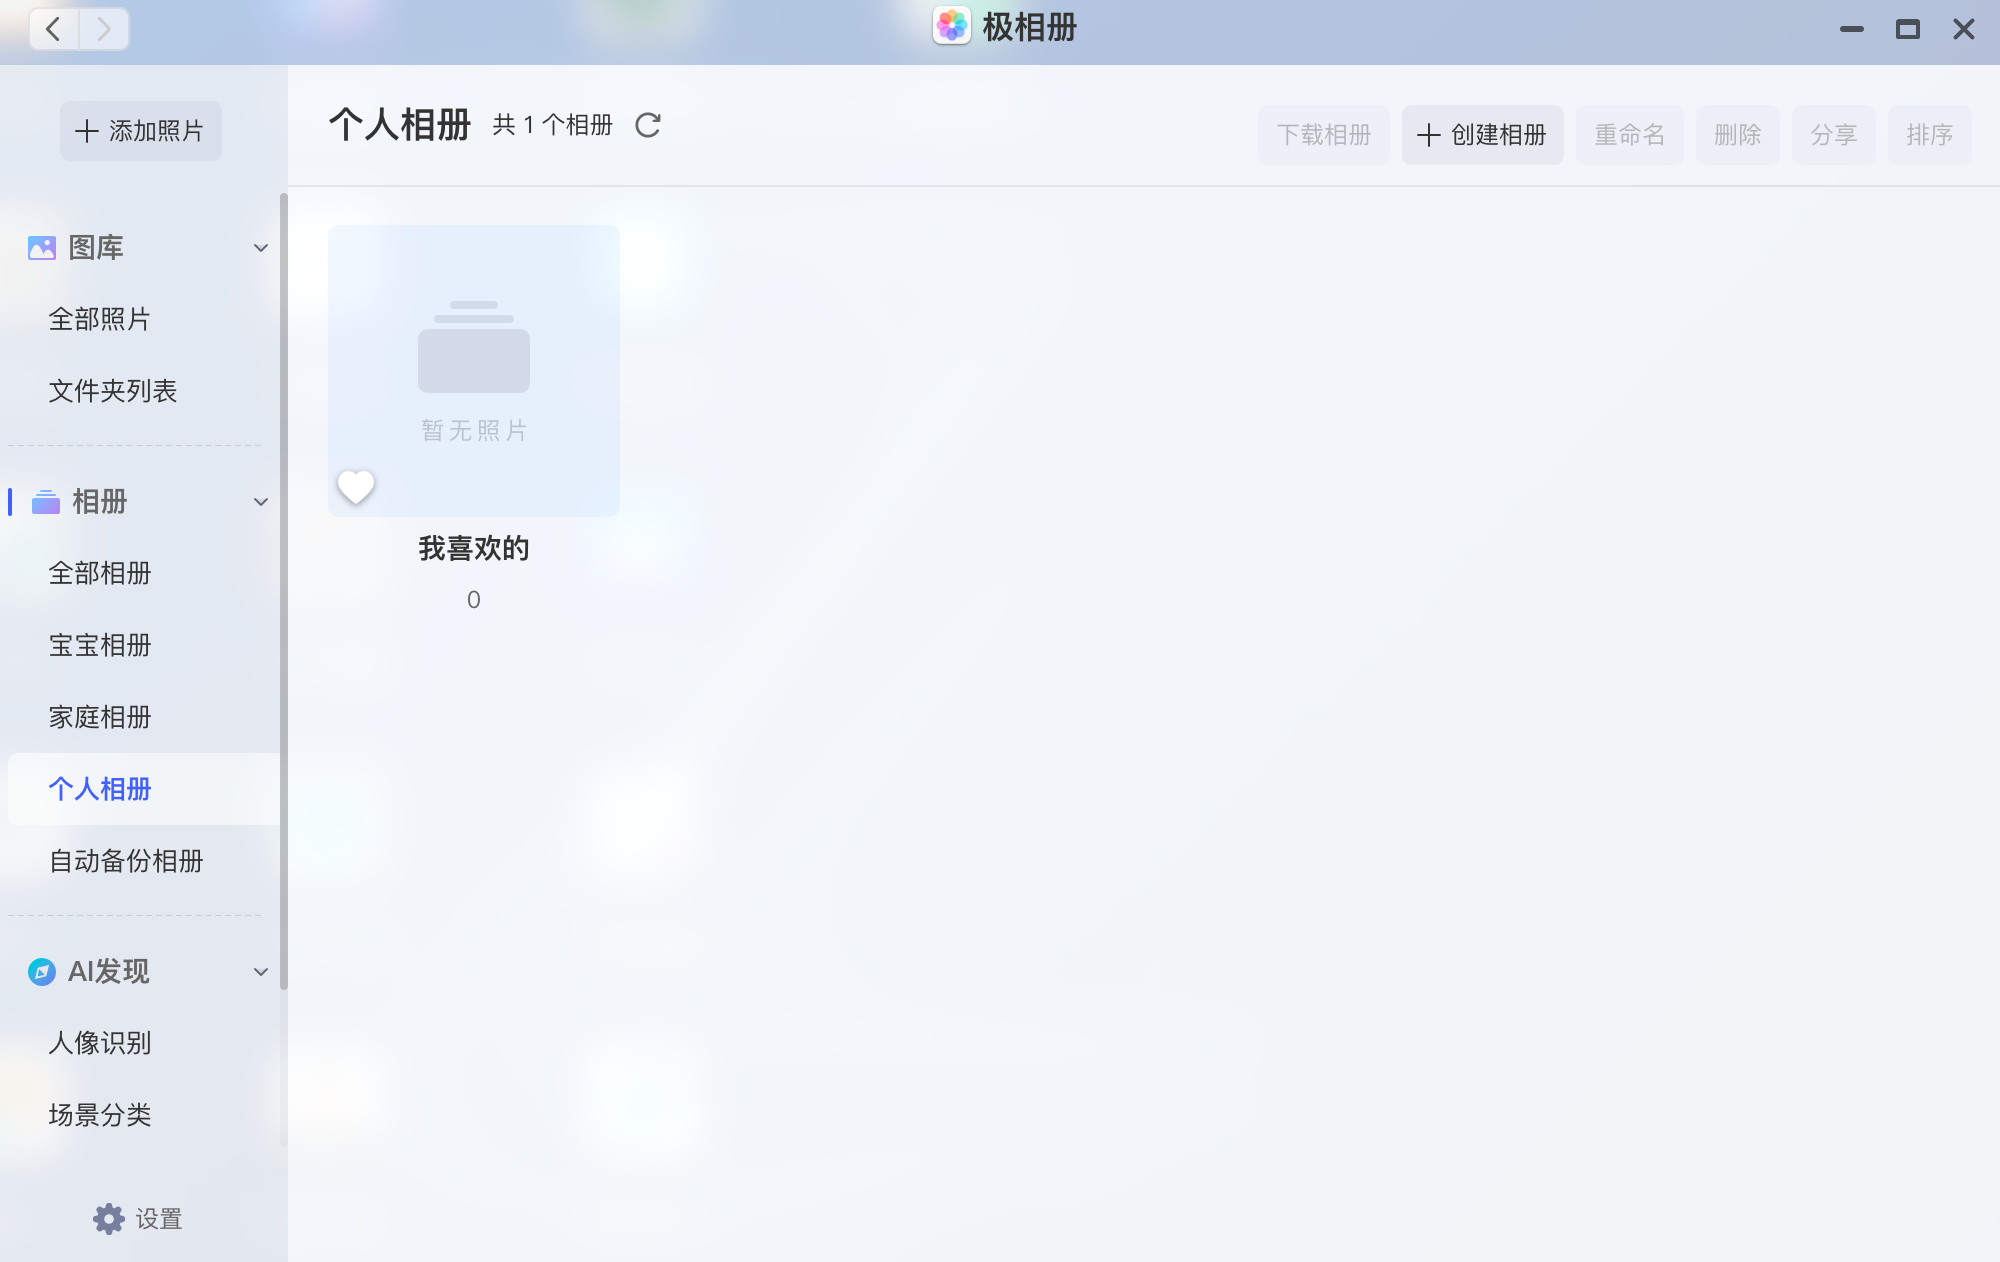 极相册
添加照片
图库
全部照片
文件夹列表
相册
全部相册
宝宝相册
家庭相册
个人相册
自动备份相册
AI发现
人像识别
场景分类
设置
个人相册 共 1 个相册
下载相册 创建相册 重命名 删除 分享 排序
暂无照片
我喜欢的
0